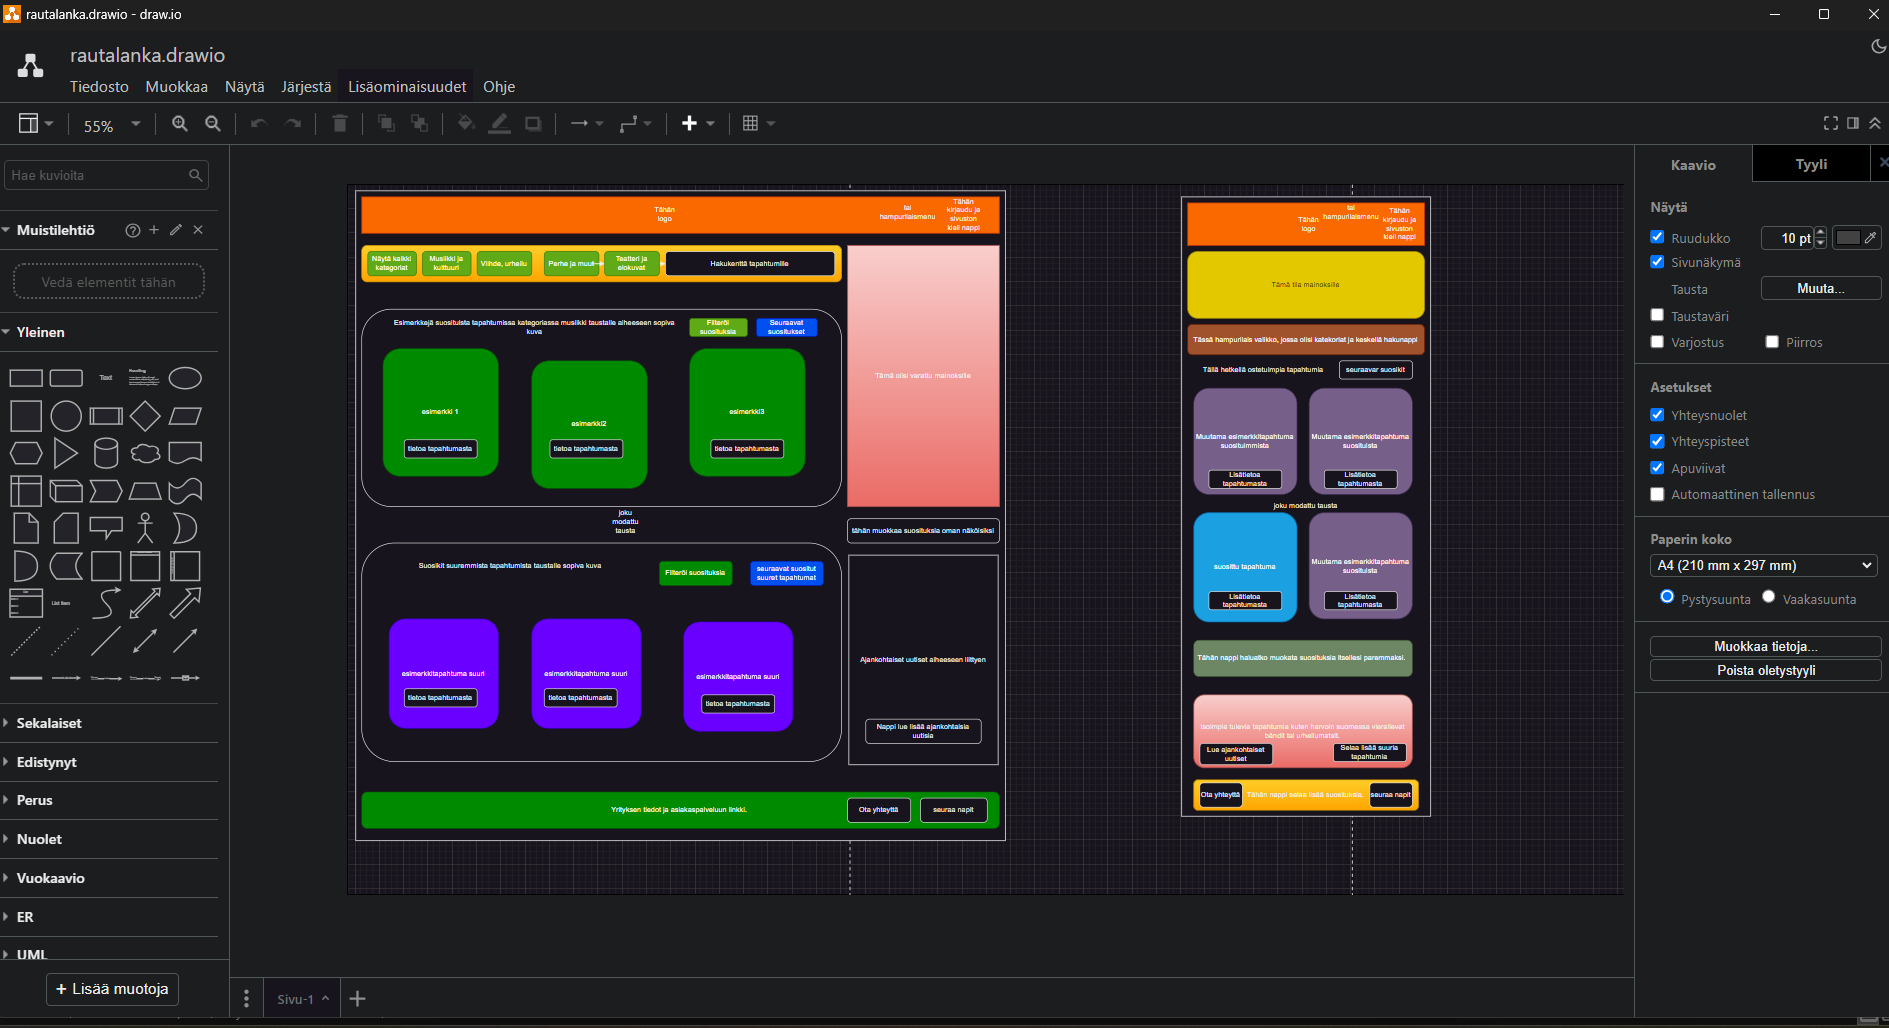 rautalanka.drawio - draw.io
rautalanka.drawio
Tiedosto Muokkaa Näytä Järjestä Lisäominaisuudet Ohje
55%
Hae kuvioita
Muistilehtiö
Vedä elementit tähän
Yleinen
Text
Heading
List Item
Sekalaiset
Edistynyt
Perus
Nuolet
Vuokaavio
ER
UML
+ Lisää muotoja
Tähän
logo
tai
hampurilaismenu
Tähän
kirjaudu ja
sivuston
kieli nappi
Näytä kaikki
kategoriat
Musiikki ja
kulttuuri
Viihde, urheilu
Perhe ja muut
Teatteri ja
elokuvat
Hakukenttä tapahtumille
Esimerkkejä suosituista tapahtumissa kategoriassa musiikki taustalle aiheeseen sopiva
kuva
Filteröi
suosituksia
Seuraavat
suositukset
esimerkki 1
tietoa tapahtumasta
esimerkki2
tietoa tapahtumasta
esimerkki3
tietoa tapahtumasta
Tämä olisi varattu mainoksille
joku
modattu
tausta
tähän muokkaa suosituksia oman näköisiksi
Suosikit suuremmista tapahtumista taustalle sopiva kuva
Filteröi suosituksia
seuraavat suositut
suuret tapahtumat
esimerkkitapahtuma suuri
tietoa tapahtumasta
esimerkkitapahtuma suuri
tietoa tapahtumasta
esimerkkitapahtuma suuri
tietoa tapahtumasta
Ajankohtaiset uutiset aiheeseen liittyen
Nappi lue lisää ajankohtaisia
uutisia
Yrityksen tiedot ja asiakaspalveluun linkki.
Ota yhteyttä
seuraa napit
Tähän
logo
tai
hampurilaismenu
Tähän
kirjaudu ja
sivuston
kieli nappi
Tämä tila mainoksille
Tässä hampurilais valikko, jossa olisi katekoriat ja keskellä hakunappi
Tällä hetkellä ostetuimpia tapahtumia
seuraavar suosikit
Muutama esimerkkitapahtuma
suosituimmista
Lisätietoa
tapahtumasta
Muutama esimerkkitapahtuma
suosituista
Lisätietoa
tapahtumasta
joku modattu tausta
suosittu tapahtuma
Lisätietoa
tapahtumasta
Muutama esimerkkitapahtuma
suosituista
Lisätietoa
tapahtumasta
Tähän nappi haluatko muokata suosituksia itsellesi paremmaksi.
isoimpia tulevia tapahtumia kuten harvoin suomessa vierailevat
bändit tai urheilumatsit.
Lue ajankohtaiset
uutiset
Selaa lisää suuria
tapahtumia
Ota yhteyttä
Tähän nappi selaa lisää suosituksia.
seuraa napit
Sivu-1
Kaavio
Tyyli
Näytä
Ruudukko
10 pt
Sivunäkymä
Tausta
Muuta...
Taustaväri
Varjostus
Piirros
Asetukset
Yhteysnuolet
Yhteyspisteet
Apuviivat
Automaattinen tallennus
Paperin koko
A4 (210 mm x 297 mm)
Pystysuunta
Vaakasuunta
Muokkaa tietoja...
Poista oletystyyli